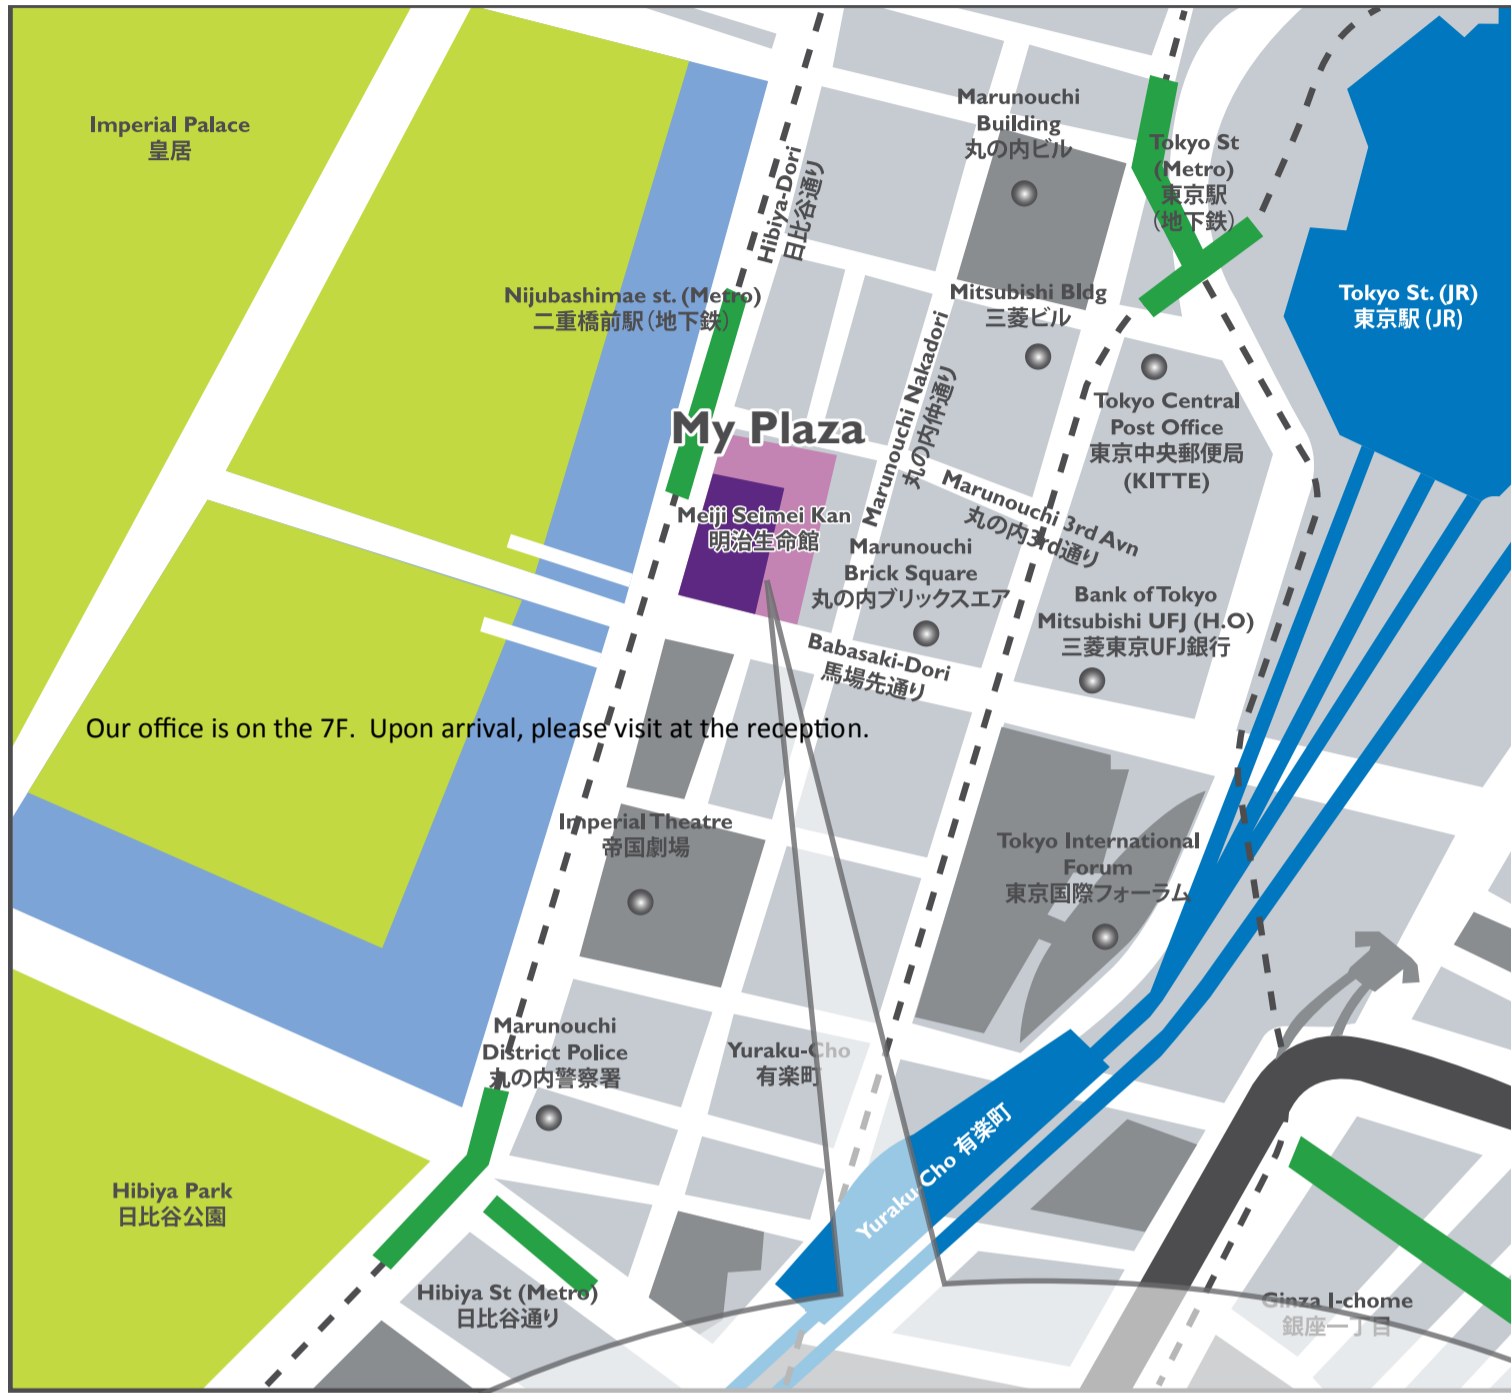 Imperial Palace
皇居
Marunouchi
Building
丸の内ビル
Tokyo St
(Metro)
東京駅
(地下鉄)
Hibiya-Dori
日比谷通り
Nijubashimae st. (Metro)
二重橋前駅(地下鉄)
Mitsubishi Bldg
三菱ビル
Tokyo St. (JR)
東京駅 (JR)
Marunouchi Nakadori
丸の内仲通り
Tokyo Central
Post Office
東京中央郵便局
(KITTE)
My Plaza
Meiji Seimei Kan
明治生命館
Marunouchi 3rd Avn
丸の内3rd通り
Marunouchi
Brick Square
丸の内ブリックスエア
Bank of Tokyo
Mitsubishi UFJ (H.O)
三菱東京UFJ銀行
Babasaki-Dori
馬場先通り
Our office is on the 7F.  Upon arrival, please visit at the reception.
Imperial Theatre
帝国劇場
Tokyo International
Forum
東京国際フォーラム
Marunouchi
District Police
丸の内警察署
Yuraku-Cho
有楽町
Yuraku-Cho 有楽町
Hibiya Park
日比谷公園
Hibiya St (Metro)
日比谷通り
Ginza I-chome
銀座一丁目